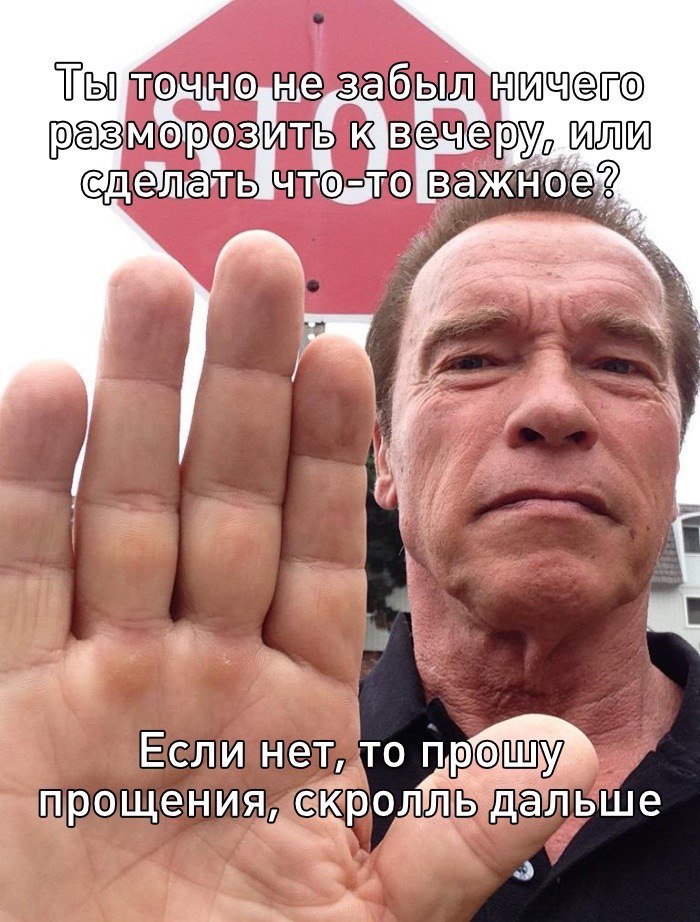 Ты точно не забыл ничего
разморозить к вечеру, или
сделать что-то важное?
STOP
Если нет, то прошу
прощения, скролль дальше